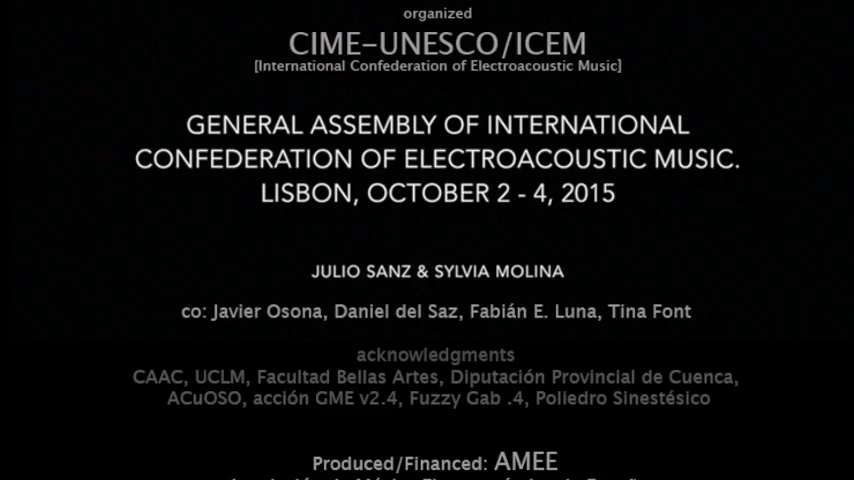 organized
CIME-UNESCO/ICEM
[International Confederation of Electroacoustic Music]
GENERAL ASSEMBLY OF INTERNATIONAL
CONFEDERATION OF ELECTROACOUSTIC MUSIC.
LISBON, OCTOBER 2 - 4, 2015
JULIO SANZ & SYLVIA MOLINA
co: Javier Osona, Daniel del Saz, Fabián E. Luna, Tina Font
acknowledgments
CAAC, UCLM, Facultad Bellas Artes, Diputación Provincial de Cuenca,
ACuOSO, acción GME v2.4, Fuzzy Gab .4, Poliedro Sinestésico
Produced/Financed: AMEE